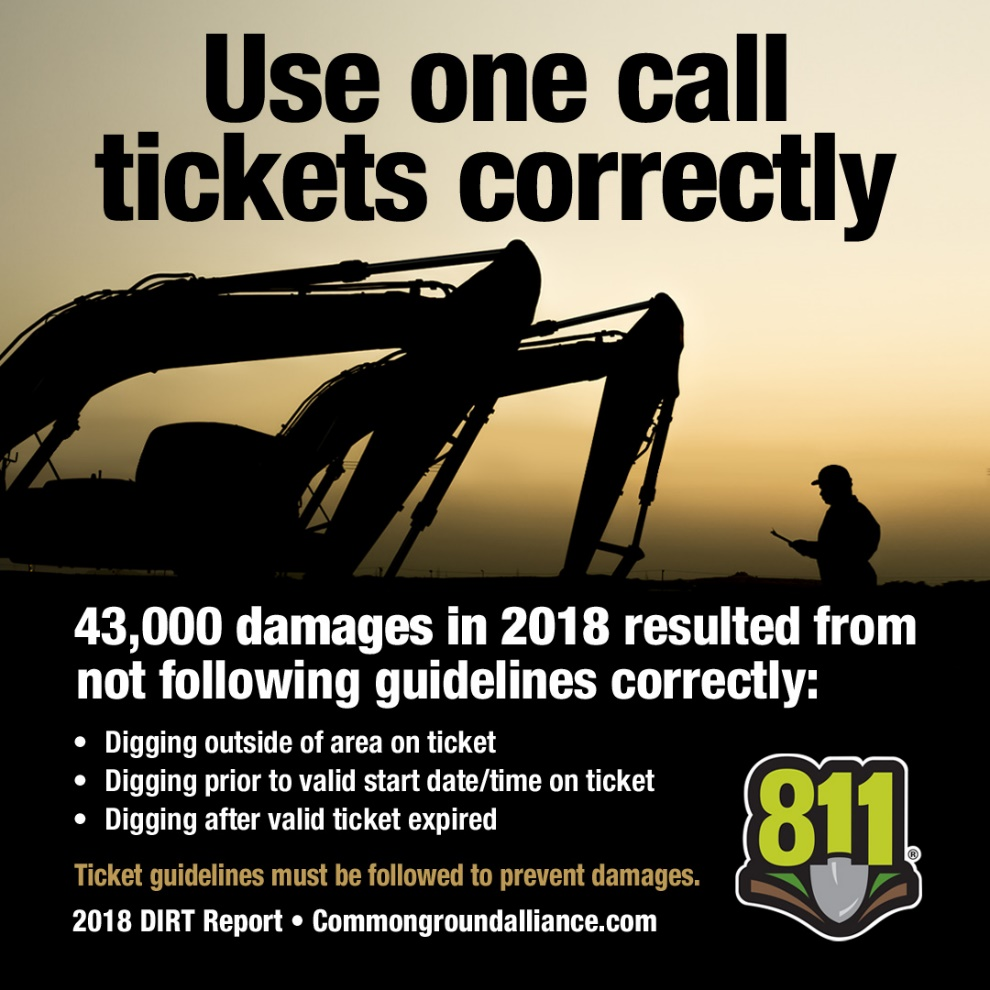 Use one call
tickets correctly
43,000 damages in 2018 resulted from
not following guidelines correctly:
• Digging outside of area on ticket
• Digging prior to valid start date/time on ticket
• Digging after valid ticket expired
811®
Ticket guidelines must be followed to prevent damages.
2018 DIRT Report • Commongroundalliance.com